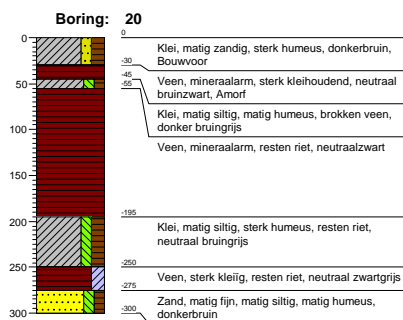 Boring: 20
0
50
100
150
200
250
300
0
-30
-45
-55
-195
-250
-275
-300
Klei, matig zandig, sterk humeus, donkerbruin,
Bouwvoor
Veen, mineraalarm, sterk kleihoudend, neutraal
bruinzwart, Amorf
Klei, matig siltig, matig humeus, brokken veen,
donker bruingrijs
Veen, mineraalarm, resten riet, neutraalzwart
Klei, matig siltig, sterk humeus, resten riet,
neutraal bruingrijs
Veen, sterk kleiïg, resten riet, neutraal zwartgrijs
Zand, matig fijn, matig siltig, matig humeus,
donkerbruin